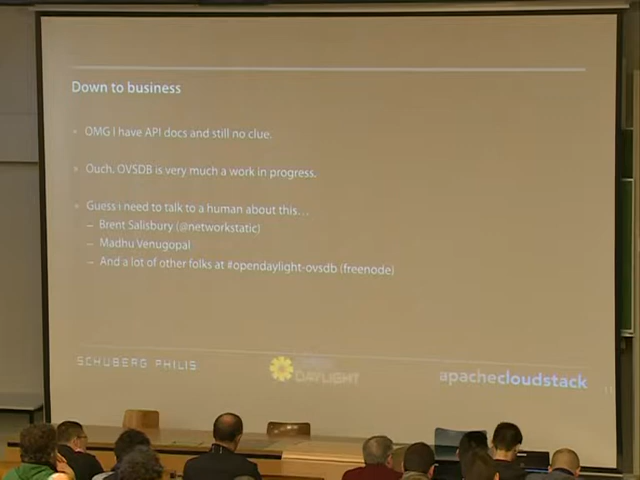 Down to business
OMG I have API docs and still no clue.
Ouch, OVSDB is very much a work in progress.
Guess i need to talk to a human about this…
– Brent Salisbury (@networkstatic)
– Madhu Venugopal
– And a lot of other folks at #opendaylight-ovsdb (freenode)
SCHUBERG PHILIS
DAYLIGHT
apachecloudstack